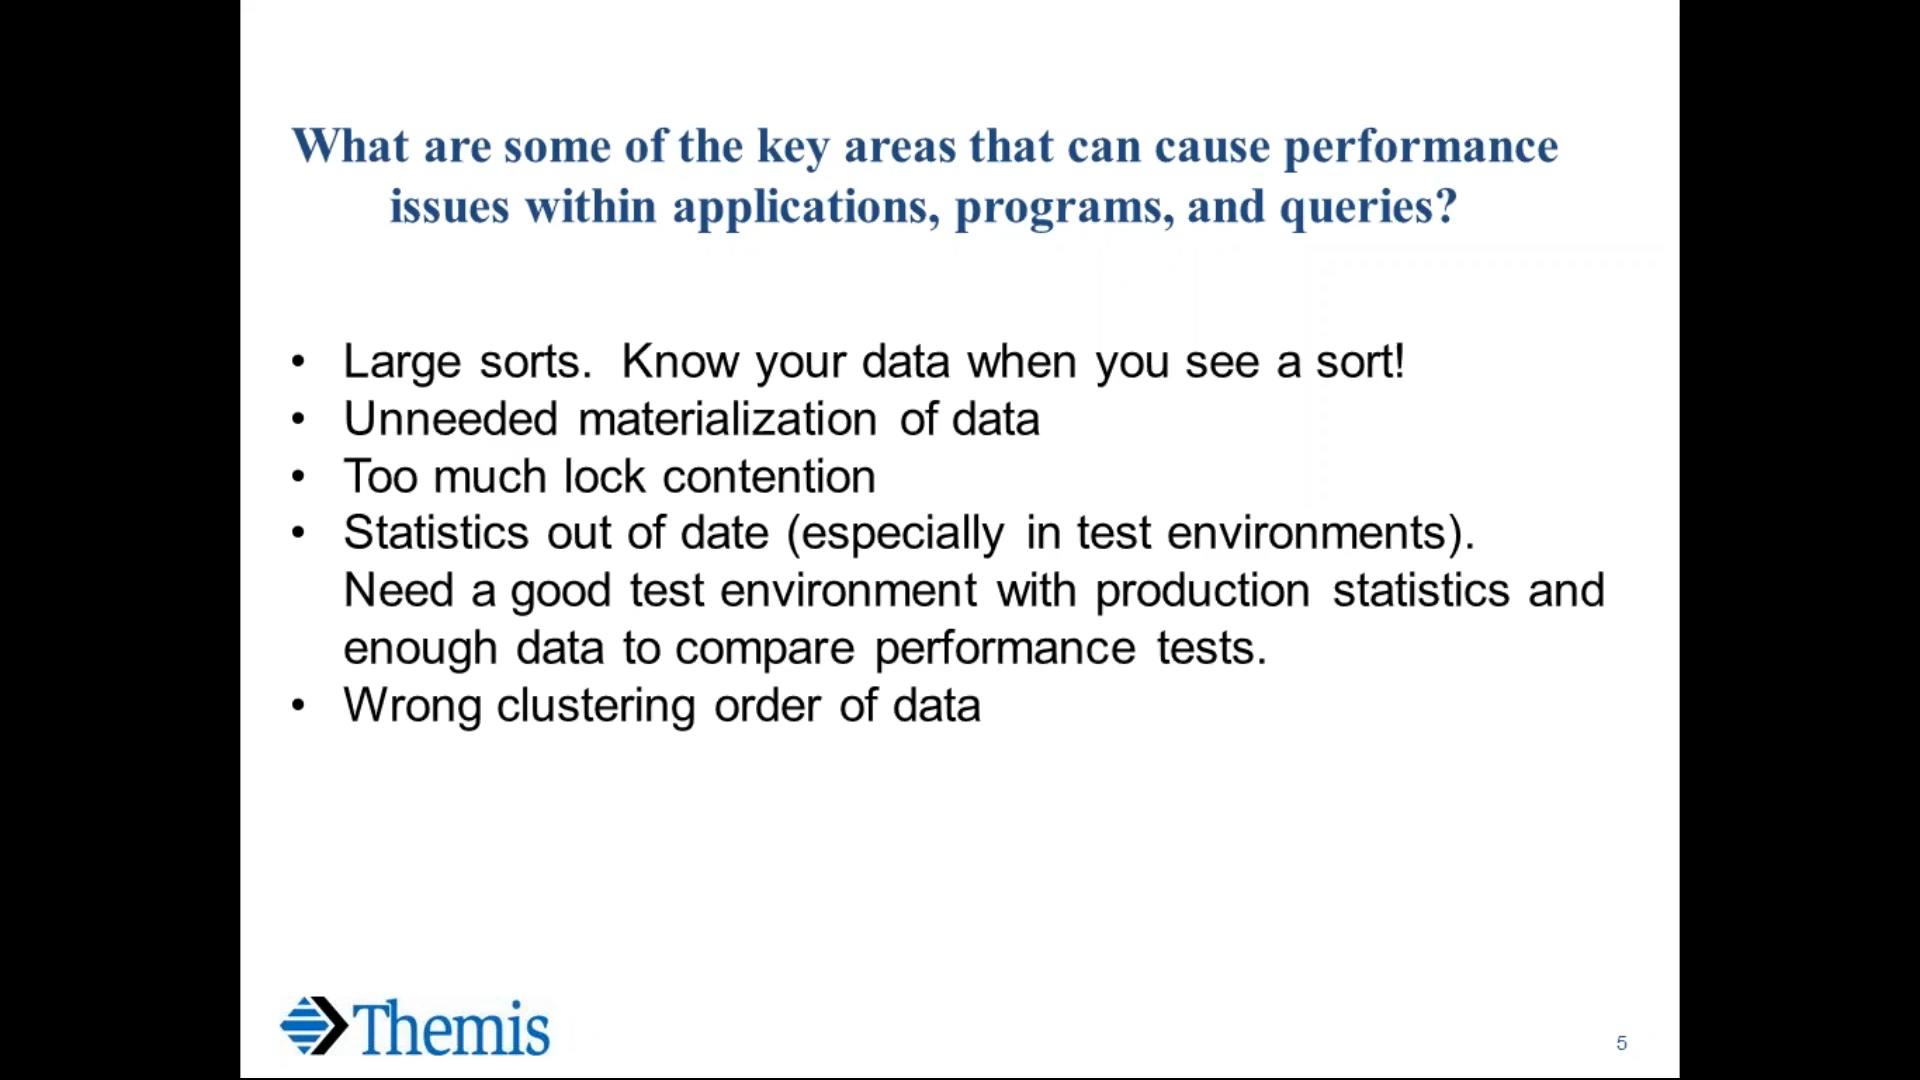 What are some of the key areas that can cause performance
issues within applications, programs, and queries?
• Large sorts. Know your data when you see a sort!
• Unneeded materialization of data
• Too much lock contention
• Statistics out of date (especially in test environments).
Need a good test environment with production statistics and
enough data to compare performance tests.
• Wrong clustering order of data
Themis
5